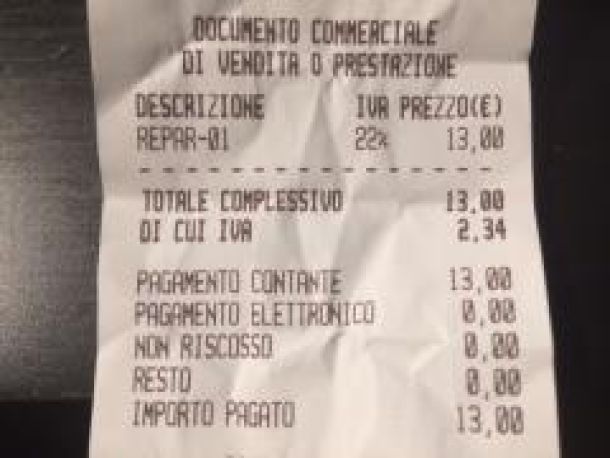 DOCUMENTO COMMERCIALE
DI VENDITA O PRESTAZIONE
DESCRIZIONE IVA PREZZO(€)
REPAR-01 22% 13,00
- - - - - - - - - - - - - - - - - - - - - -
TOTALE COMPLESSIVO 13,00
DI CUI IVA 2,34
PAGAMENTO CONTANTE 13,00
PAGAMENTO ELETTRONICO 0,00
NON RISCOSSO 0,00
RESTO 0,00
IMPORTO PAGATO 13,00